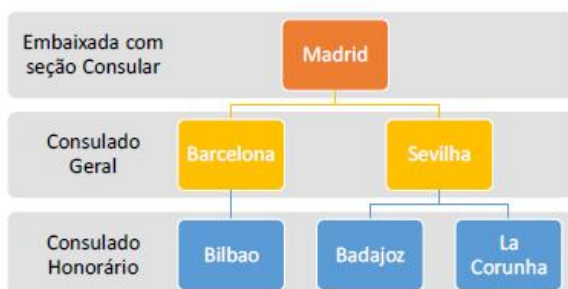 Embaixada com
seção Consular
Madrid
Consulado
Geral
Barcelona
Sevilha
Consulado
Honorário
Bilbao
Badajoz
La
Corunha